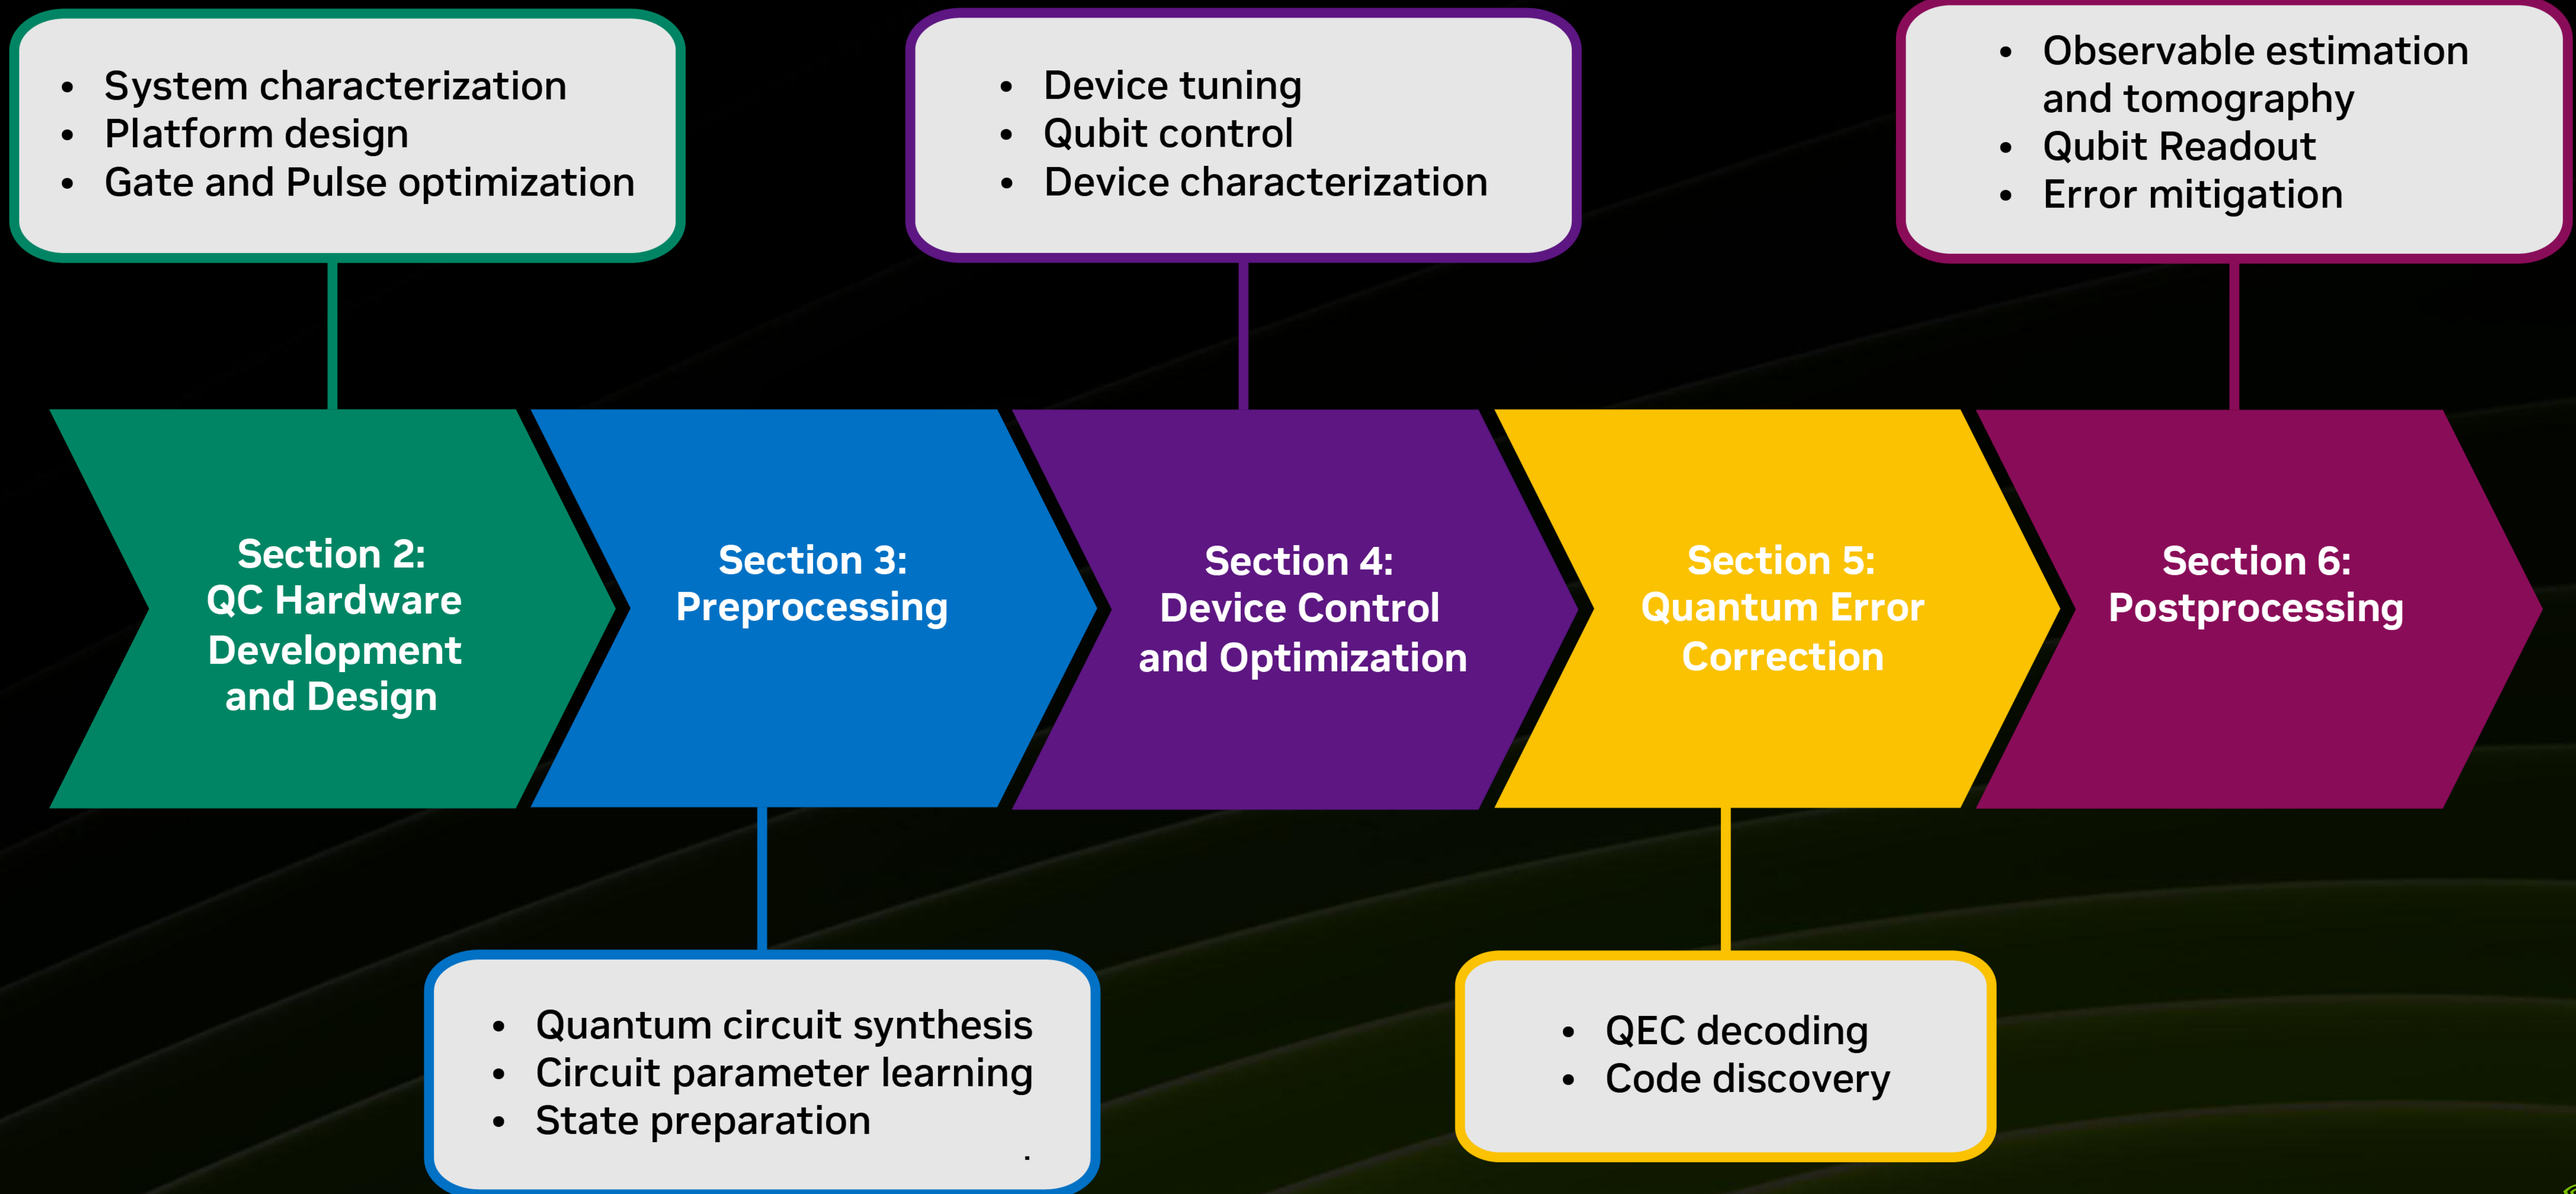 • System characterization
• Platform design
• Gate and Pulse optimization
• Device tuning
• Qubit control
• Device characterization
• Observable estimation
and tomography
• Qubit Readout
• Error mitigation
Section 2:
QC Hardware
Development
and Design
Section 3:
Preprocessing
Section 4:
Device Control
and Optimization
Section 5:
Quantum Error
Correction
Section 6:
Postprocessing
• Quantum circuit synthesis
• Circuit parameter learning
• State preparation
.
• QEC decoding
• Code discovery